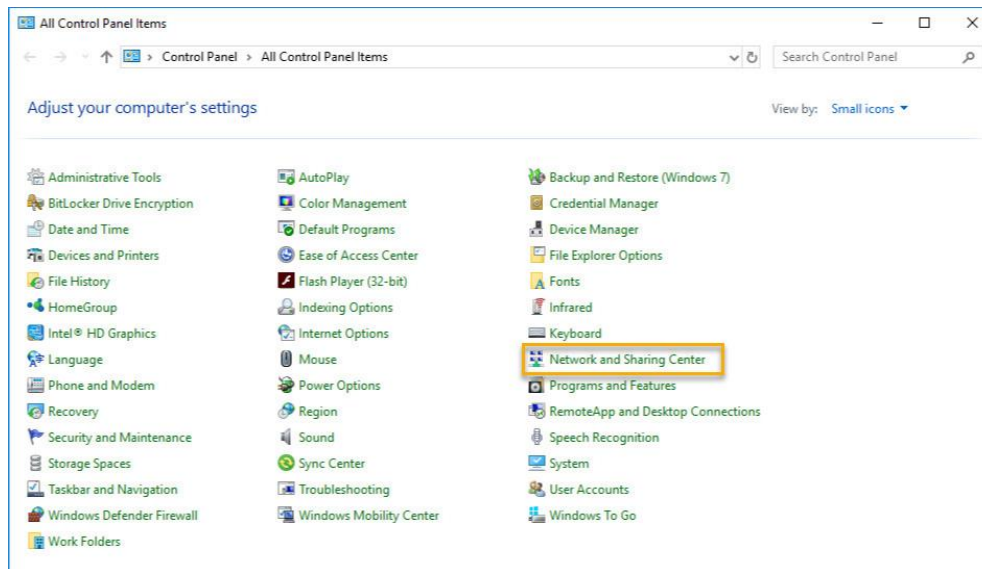 All Control Panel Items
Control Panel > All Control Panel Items
Search Control Panel
Adjust your computer's settings
View by: Small icons
Administrative Tools
AutoPlay
Backup and Restore (Windows 7)
BitLocker Drive Encryption
Color Management
Credential Manager
Date and Time
Default Programs
Device Manager
Devices and Printers
Ease of Access Center
File Explorer Options
File History
Flash Player (32-bit)
Fonts
HomeGroup
Indexing Options
Infrared
Intel® HD Graphics
Internet Options
Keyboard
Language
Mouse
Network and Sharing Center
Phone and Modem
Power Options
Programs and Features
Recovery
Region
RemoteApp and Desktop Connections
Security and Maintenance
Sound
Speech Recognition
Storage Spaces
Sync Center
System
Taskbar and Navigation
Troubleshooting
User Accounts
Windows Defender Firewall
Windows Mobility Center
Windows To Go
Work Folders